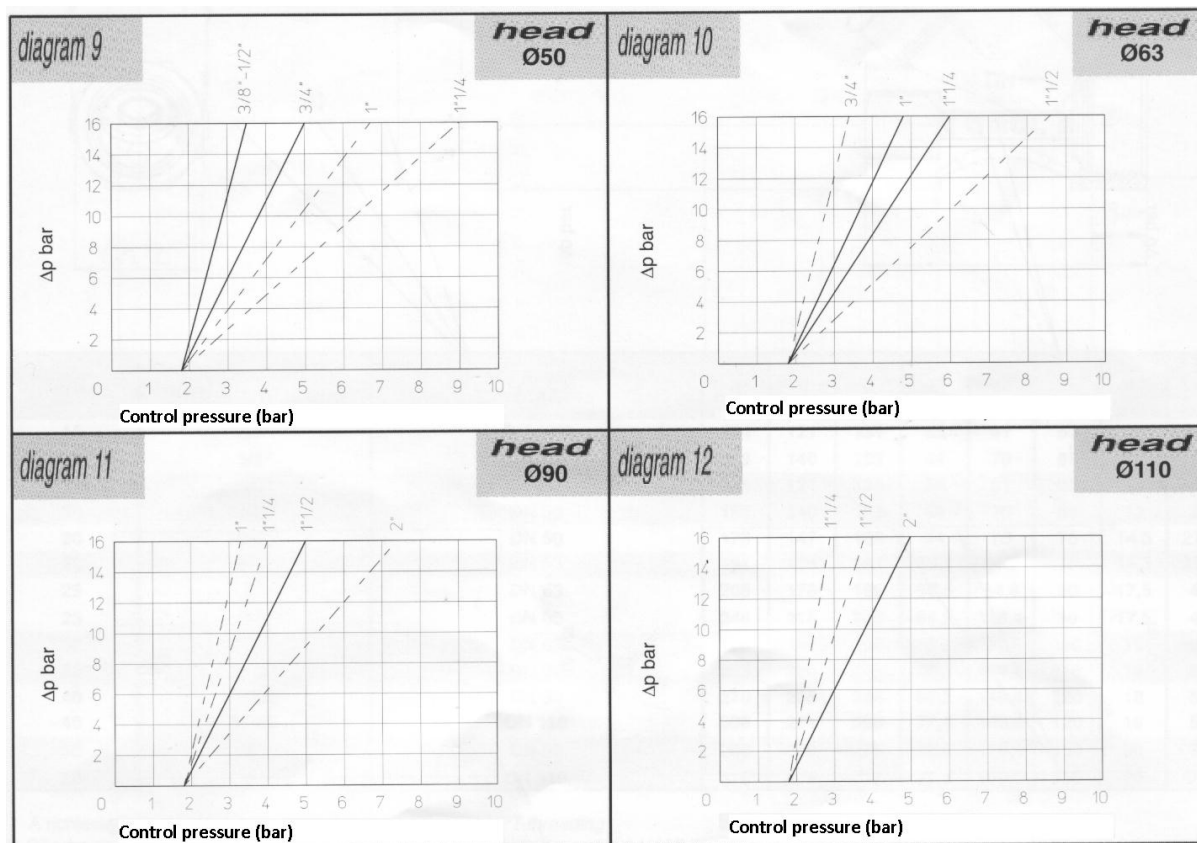 diagram 9
head
Ø50
3/8"-1/2"
3/4"
1"
1"1/4
16
14
12
10
8
6
4
2
Δp bar
0 1 2 3 4 5 6 7 8 9 10
Control pressure (bar)
diagram 10
head
Ø63
3/4"
1"
1"1/4
1"1/2
16
14
12
10
8
6
4
2
Δp bar
0 1 2 3 4 5 6 7 8 9 10
Control pressure (bar)
diagram 11
head
Ø90
1"
1"1/4
1"1/2
2"
16
14
12
10
8
6
4
2
Δp bar
0 1 2 3 4 5 6 7 8 9 10
Control pressure (bar)
diagram 12
head
Ø110
1"1/4
1"1/2
2"
16
14
12
10
8
6
4
2
Δp bar
0 1 2 3 4 5 6 7 8 9 10
Control pressure (bar)